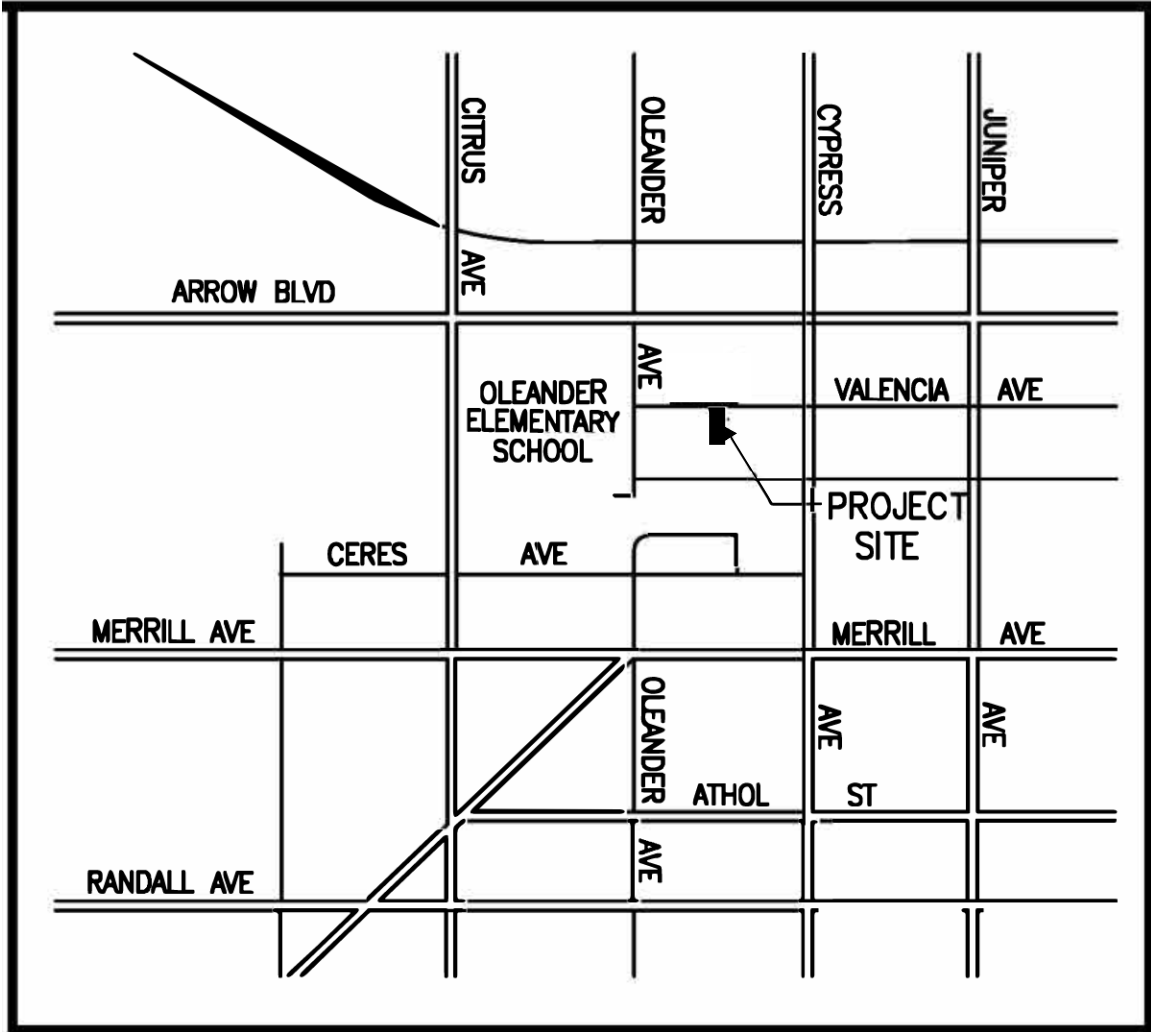 CITRUS
AVE
OLEANDER
AVE
CYPRESS
JUNIPER
ARROW BLVD
OLEANDER
ELEMENTARY
SCHOOL
VALENCIA AVE
PROJECT
SITE
CERES AVE
MERRILL AVE
MERRILL AVE
OLEANDER
AVE
AVE
AVE
ATHOL ST
RANDALL AVE